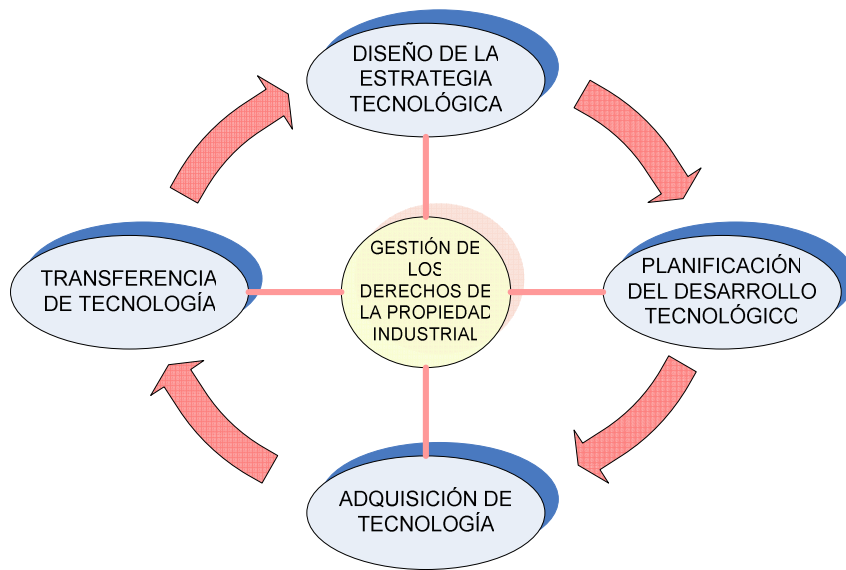 DISEÑO DE LA
ESTRATEGIA
TECNOLÓGICA
TRANSFERENCIA
DE TECNOLOGÍA
GESTIÓN DE
LOS
DERECHOS DE
LA PROPIEDAD
INDUSTRIAL
PLANIFICACIÓN
DEL DESARROLLO
TECNOLÓGICO
ADQUISICIÓN DE
TECNOLOGÍA